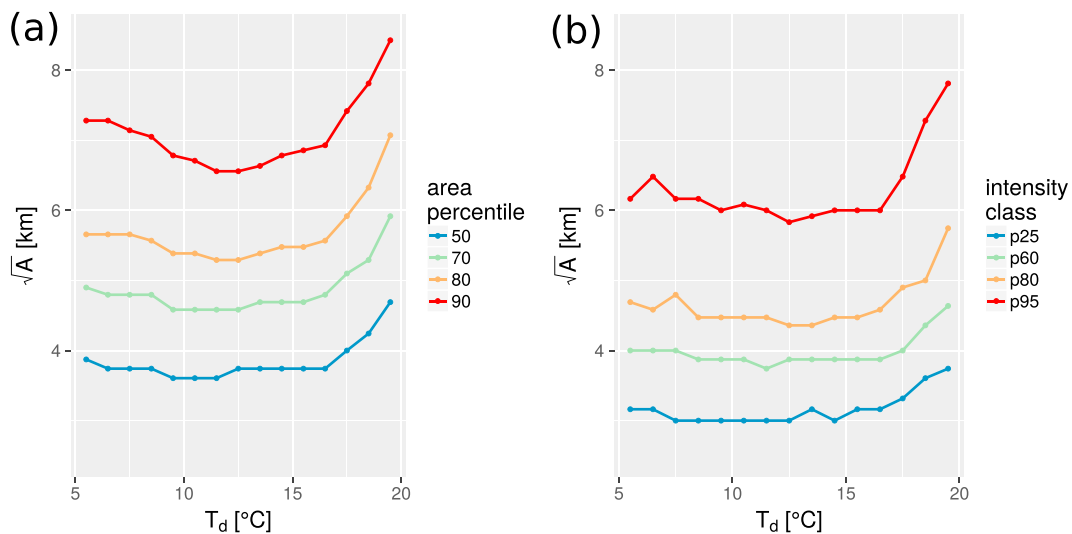 (a)
8
6
4
√A [km]
5 10 15 20
T_d [°C]
area
percentile
50
70
80
90
(b)
8
6
4
√A [km]
5 10 15 20
T_d [°C]
intensity
class
p25
p60
p80
p95